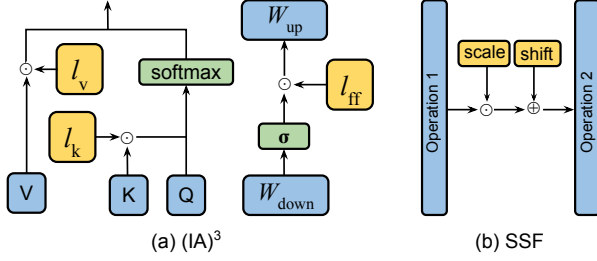 W_up
l_v
softmax
⊙
l_ff
⊙
l_k
⊙
σ
V
K
Q
W_down
(a) (IA)^3
Operation 1
scale
shift
⊙
⊕
Operation 2
(b) SSF